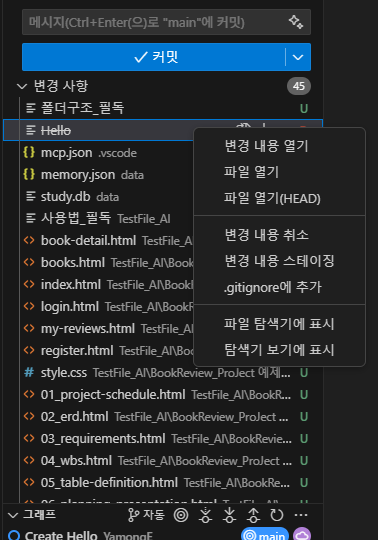 메시지(Ctrl+Enter(으)로 "main"에 커밋)
커밋
변경 사항 45
폴더구조_필독 U
Hello
mcp.json .vscode
memory.json data
study.db data
사용법_필독 TestFile_AI
book-detail.html TestFile_AI\
books.html TestFile_AI\BookR
index.html TestFile_AI\BookRe
login.html TestFile_AI\BookRe
my-reviews.html TestFile_AI\
register.html TestFile_AI\Book
style.css TestFile_AI\BookReview_ProJect 예제... U
01_project-schedule.html TestFile_AI\... U
02_erd.html TestFile_AI\BookReview_ProJect ... U
03_requirements.html TestFile_AI\Book... U
04_wbs.html TestFile_AI\BookReview_ProJect ... U
05_table-definition.html TestFile_AI\B... U
변경 내용 열기
파일 열기
파일 열기(HEAD)
변경 내용 취소
변경 내용 스테이징
.gitignore에 추가
파일 탐색기에 표시
탐색기 보기에 표시
그래프 자동
Create Hello YamongE main